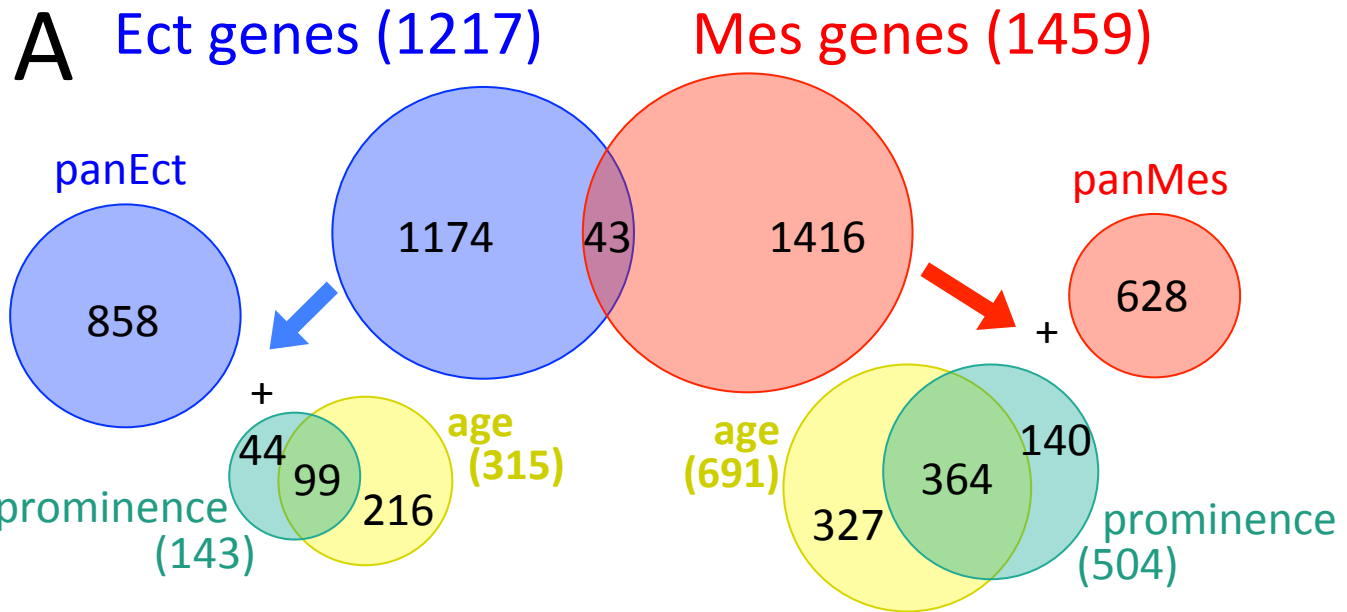 A
Ect genes (1217)
Mes genes (1459)
panEct
panMes
1174
43
1416
858
628
+
+
44
99
216
age
(315)
prominence
(143)
age
(691)
327
364
140
prominence
(504)